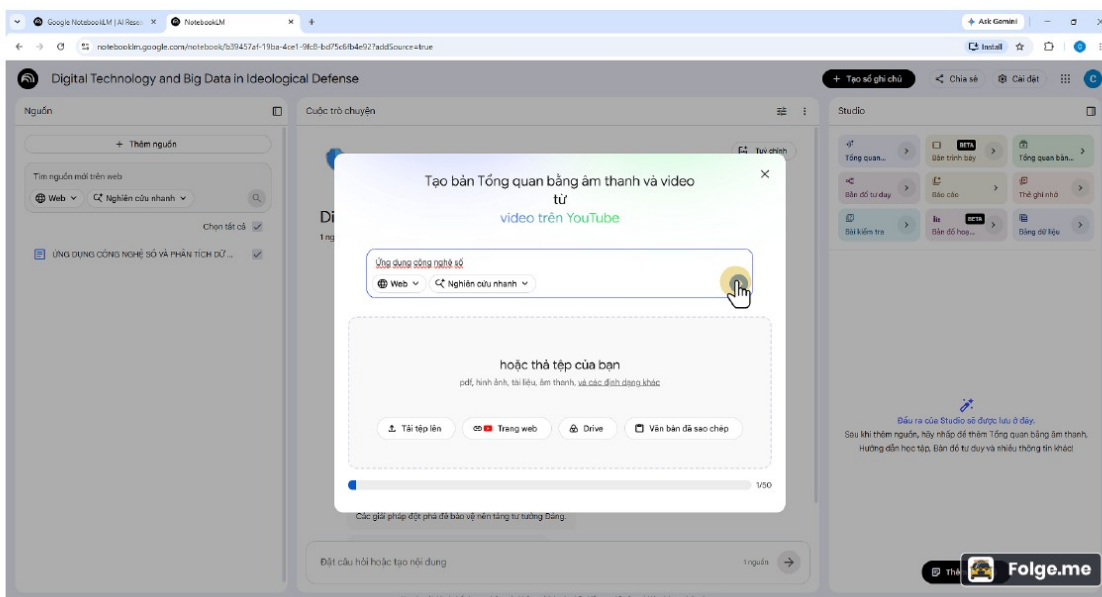 Google NotebookLM | AI Resea
NotebookLM
Ask Gemini
notebooklm.google.com/notebook/b39457af-19ba-4ce1-9fc8-bd75c6fb4e92?addSource=true
Install
Digital Technology and Big Data in Ideological Defense
+ Tạo sổ ghi chú
Chia sẻ
Cài đặt
C
Nguồn
Cuộc trò chuyện
Studio
+ Thêm nguồn
Tìm nguồn mới trên web
Web
Nghiên cứu nhanh
Chọn tất cả
ỨNG DỤNG CÔNG NGHỆ SỐ VÀ PHÂN TÍCH DỮ ...
Tuỳ chỉnh
Di
1 ng
Tạo bản Tổng quan bằng âm thanh và video
từ
video trên YouTube
Ứng dụng công nghệ số
Web
Nghiên cứu nhanh
hoặc thả tệp của bạn
pdf, hình ảnh, tài liệu, âm thanh, và các định dạng khác
Tải tệp lên
Trang web
Drive
Văn bản đã sao chép
1/50
Các giải pháp đột phá để bảo vệ nền tảng tư tưởng Đảng.
Đặt câu hỏi hoặc tạo nội dung
1 nguồn
Tổng quan...
BETA
Bản trình bày
Tổng quan bằn...
Bản đồ tư duy
Báo cáo
Thẻ ghi nhớ
Bài kiểm tra
BETA
Bản đồ hoạ...
Bảng dữ liệu
Đầu ra của Studio sẽ được lưu ở đây.
Sau khi thêm nguồn, hãy nhấp để thêm Tổng quan bằng âm thanh,
Hướng dẫn học tập, Bản đồ tư duy và nhiều thông tin khác!
Thê
Folge.me